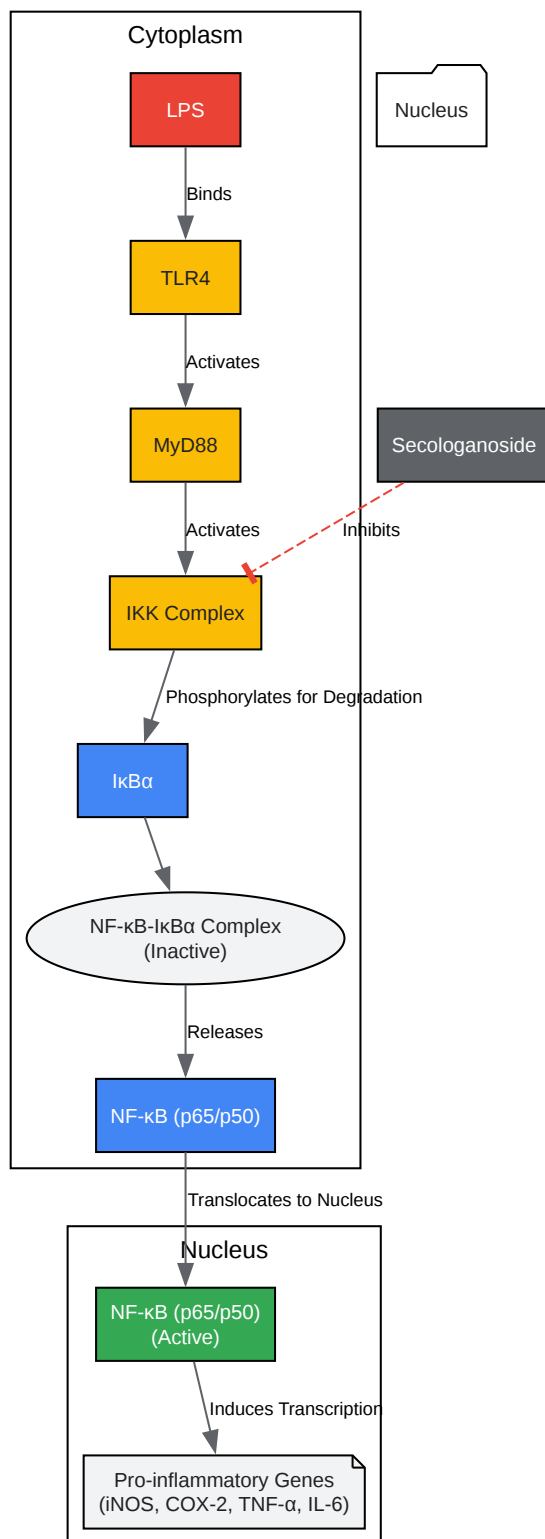 Cytoplasm
LPS
Nucleus
Binds
TLR4
Activates
MyD88
Secologanoside
Activates
Inhibits
IKK Complex
Phosphorylates for Degradation
IκBα
NF-κB-IκBα Complex
(Inactive)
Releases
NF-κB (p65/p50)
Translocates to Nucleus
Nucleus
NF-κB (p65/p50)
(Active)
Induces Transcription
Pro-inflammatory Genes
(iNOS, COX-2, TNF-α, IL-6)